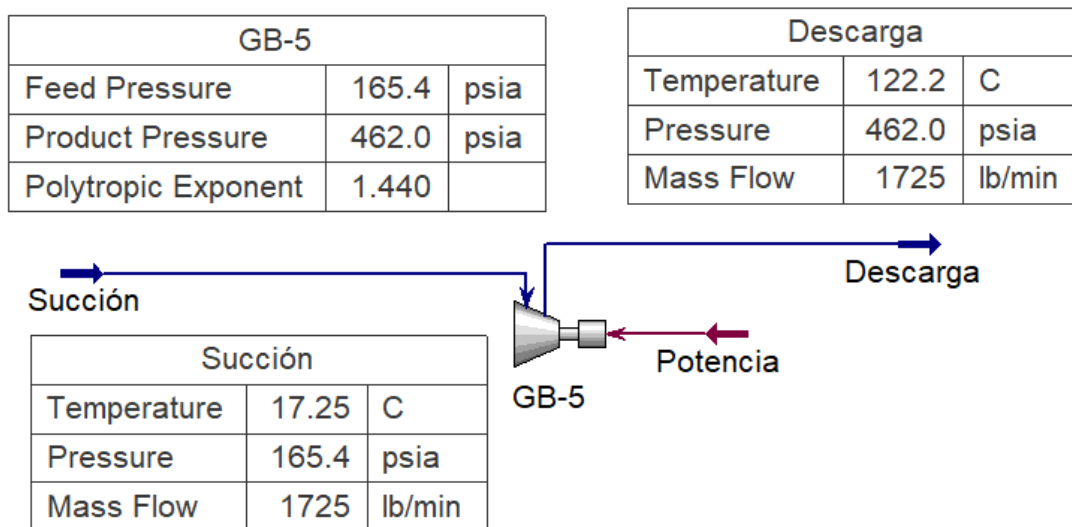 GB-5
Feed Pressure 165.4 psia
Product Pressure 462.0 psia
Polytropic Exponent 1.440
Descarga
Temperature 122.2 C
Pressure 462.0 psia
Mass Flow 1725 lb/min
Succión
Descarga
Potencia
GB-5
Succión
Temperature 17.25 C
Pressure 165.4 psia
Mass Flow 1725 lb/min